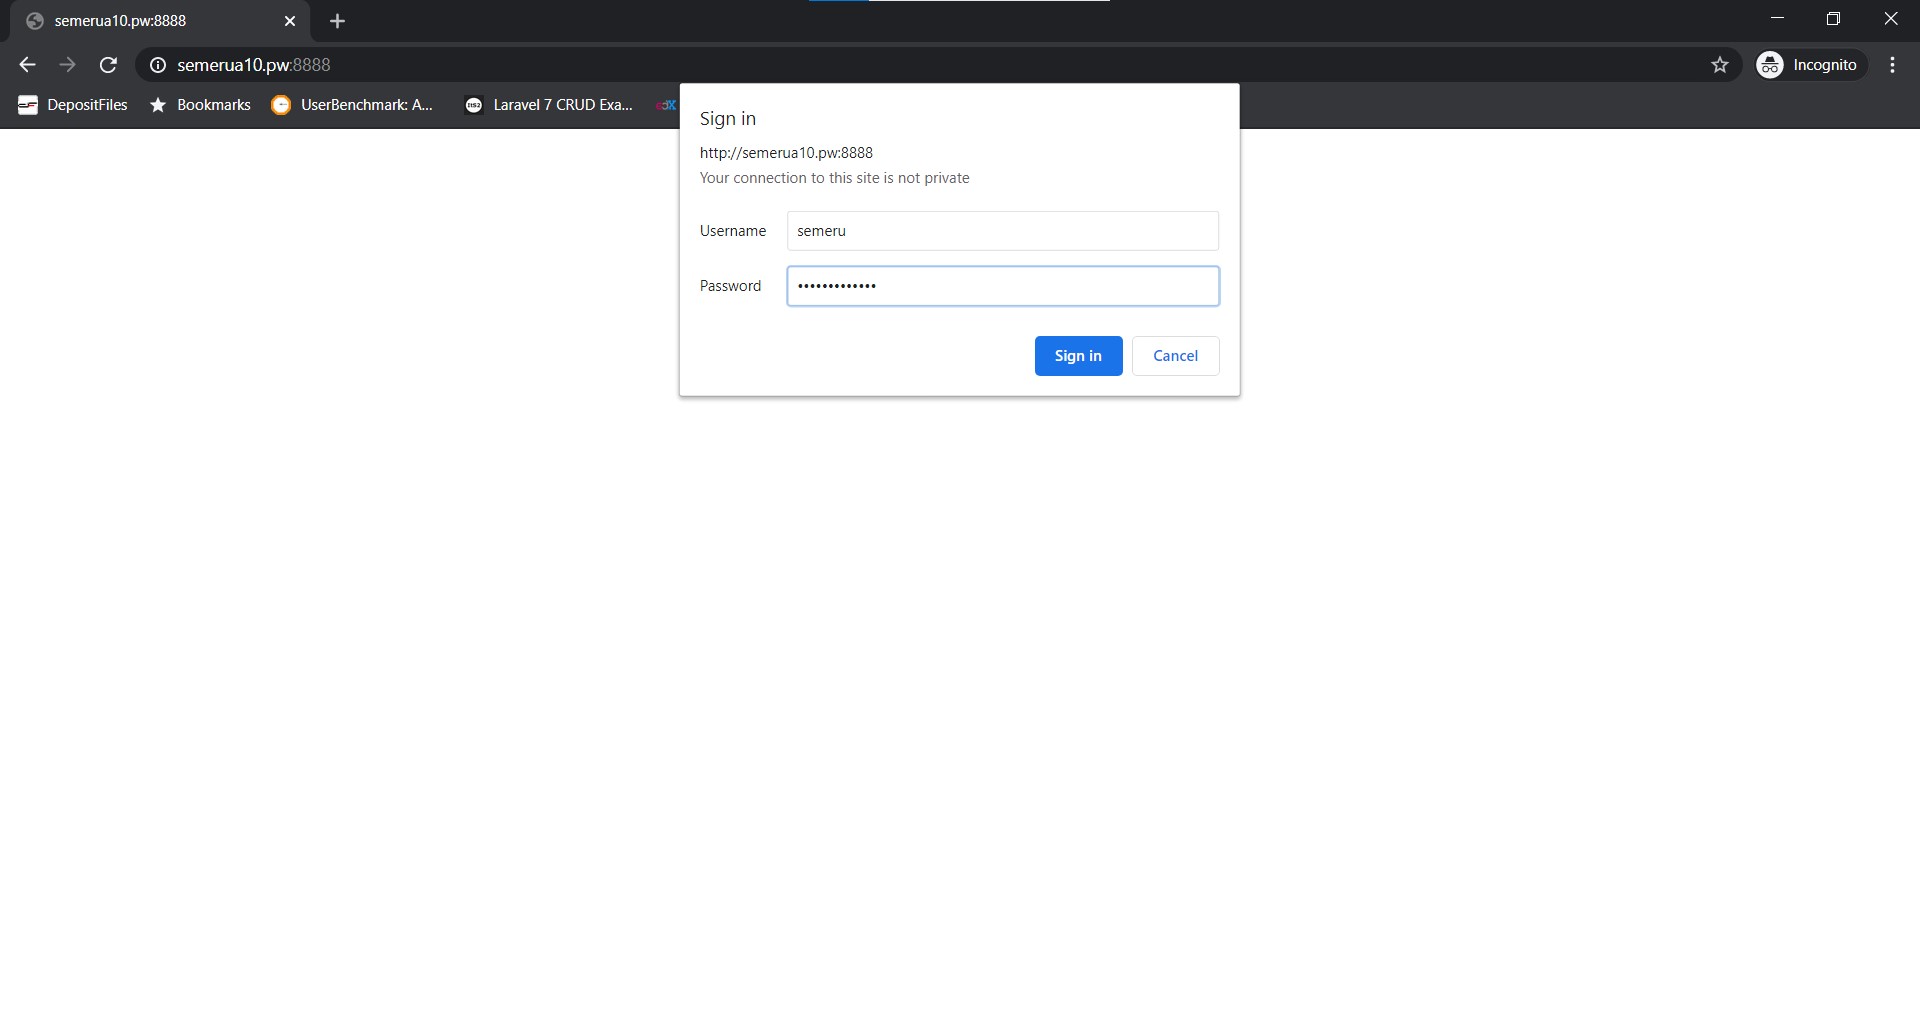 semerua10.pw:8888
semerua10.pw:8888
Incognito
DepositFiles
Bookmarks
UserBenchmark: A...
Laravel 7 CRUD Exa...
Sign in
http://semerua10.pw:8888
Your connection to this site is not private
Username semeru
Password •••••••••••••
Sign in Cancel